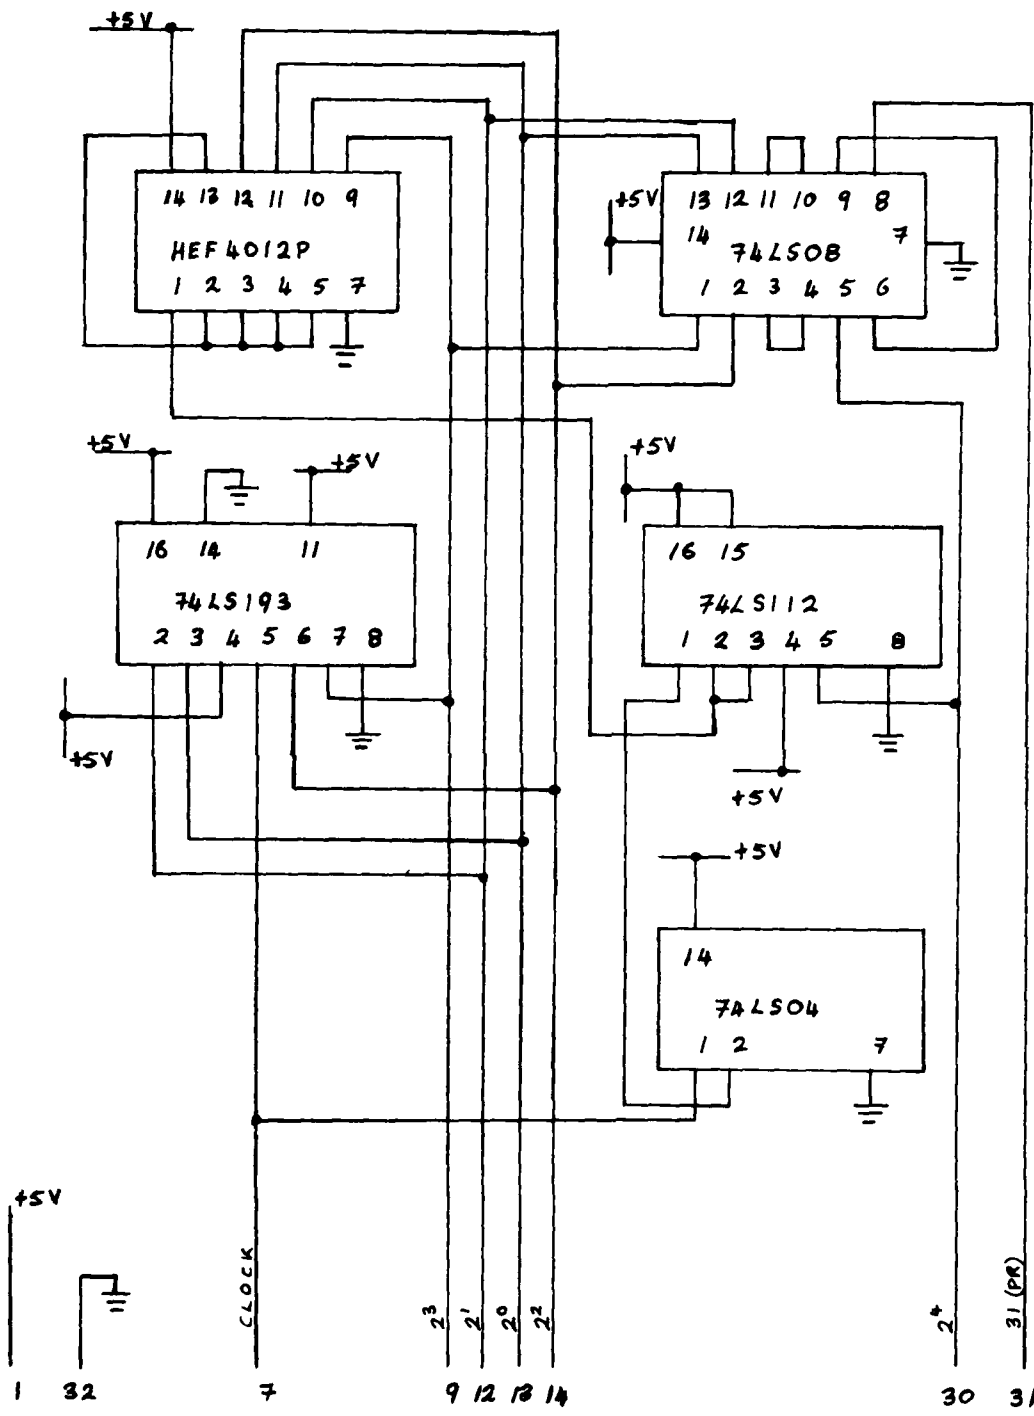 +5V
14 13 12 11 10 9
HEF4012P
1 2 3 4 5 7
+5V
13 12 11 10 9 8
14 7
74LS08
1 2 3 4 5 6
+5V
+5V
16 14 11
74LS193
2 3 4 5 6 7 8
+5V
+5V
16 15
74LS112
1 2 3 4 5 8
+5V
+5V
14
74LS04
1 2 7
+5V
CLOCK
2³
2¹
2⁰
2²
2⁴
31 (PR)
1 32 7 9 12 13 14 30 31